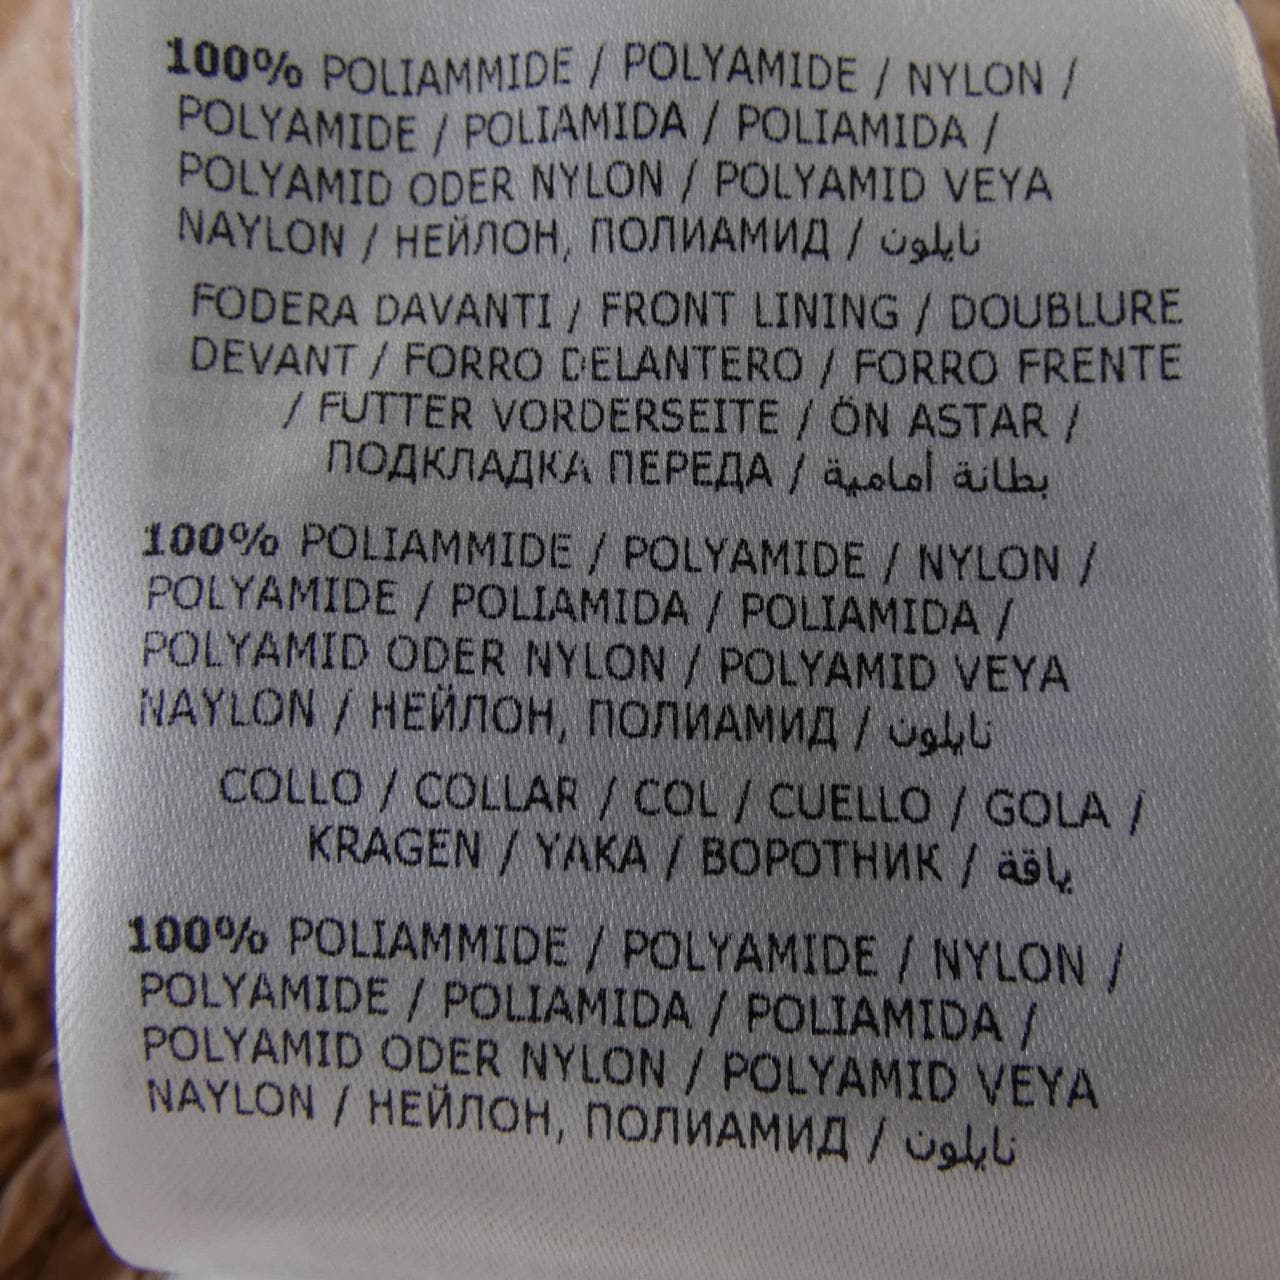 100% POLIAMMIDE / POLYAMIDE / NYLON /
POLYAMIDE / POLIAMIDA / POLIAMIDA /
POLYAMID ODER NYLON / POLYAMID VEYA
NAYLON / НЕЙЛОН, ПОЛИАМИД / نايلون
FODERA DAVANTI / FRONT LINING / DOUBLURE
DEVANT / FORRO DELANTERO / FORRO FRENTE
/ FUTTER VORDERSEITE / ÖN ASTAR /
ПОДКЛАДКА ПЕРЕДА / بطانة أمامية
100% POLIAMMIDE / POLYAMIDE / NYLON /
POLYAMIDE / POLIAMIDA / POLIAMIDA /
POLYAMID ODER NYLON / POLYAMID VEYA
NAYLON / НЕЙЛОН, ПОЛИАМИД / نايلون
COLLO / COLLAR / COL / CUELLO / GOLA /
KRAGEN / YAKA / ВОРОТНИК / ياقة
100% POLIAMMIDE / POLYAMIDE / NYLON /
POLYAMIDE / POLIAMIDA / POLIAMIDA /
POLYAMID ODER NYLON / POLYAMID VEYA
NAYLON / НЕЙЛОН, ПОЛИАМИД / نايلون